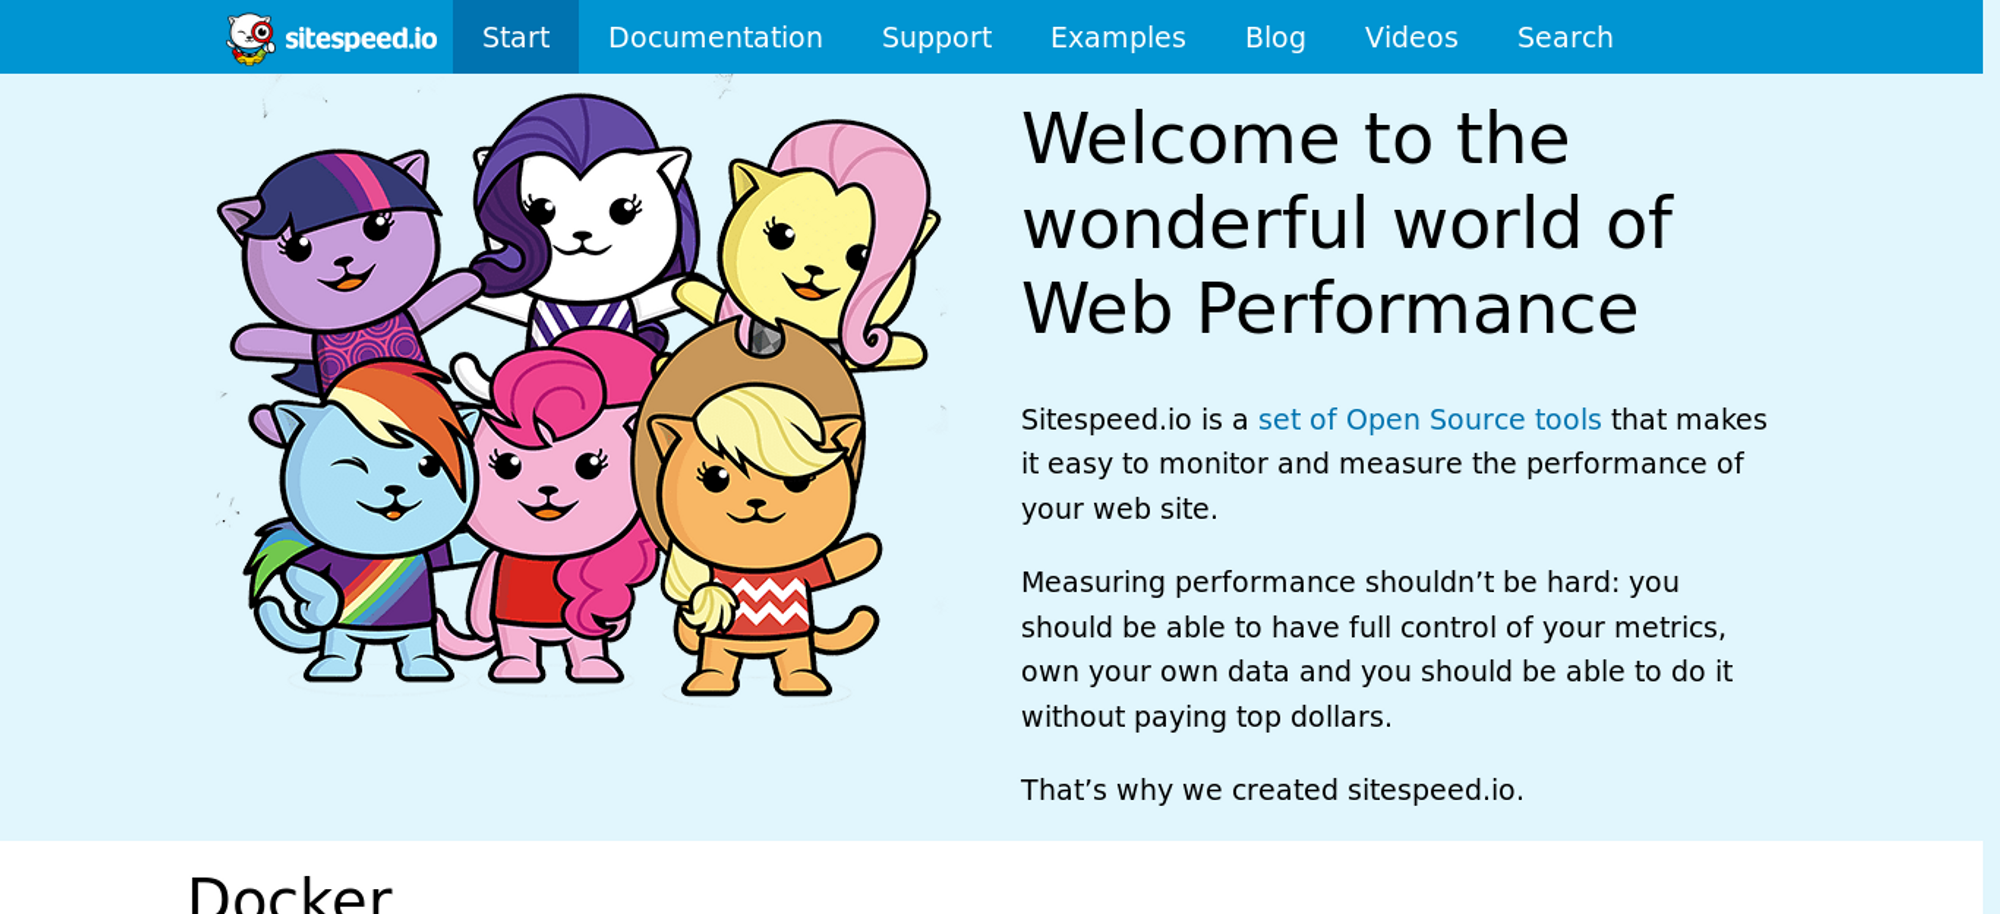 sitespeed.io Start Documentation Support Examples Blog Videos Search
Welcome to the
wonderful world of
Web Performance
Sitespeed.io is a set of Open Source tools that makes
it easy to monitor and measure the performance of
your web site.
Measuring performance shouldn’t be hard: you
should be able to have full control of your metrics,
own your own data and you should be able to do it
without paying top dollars.
That’s why we created sitespeed.io.
Docker